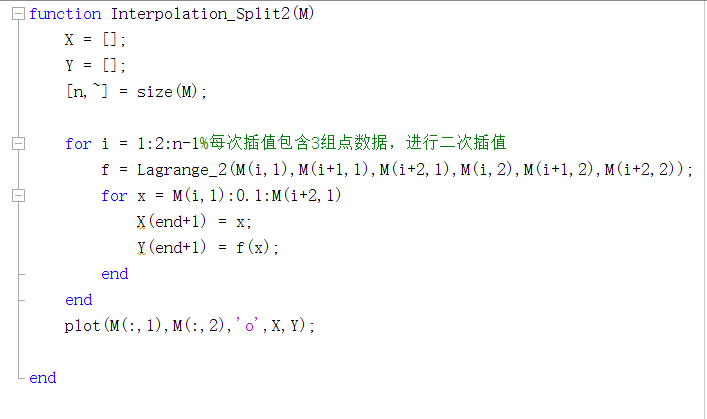 function Interpolation_Split2(M)
X = [];
Y = [];
[n,~] = size(M);
for i = 1:2:n-1%每次插值包含3组点数据，进行二次插值
f = Lagrange_2(M(i,1),M(i+1,1),M(i+2,1),M(i,2),M(i+1,2),M(i+2,2));
for x = M(i,1):0.1:M(i+2,1)
X(end+1) = x;
Y(end+1) = f(x);
end
end
plot(M(:,1),M(:,2),'o',X,Y);
end